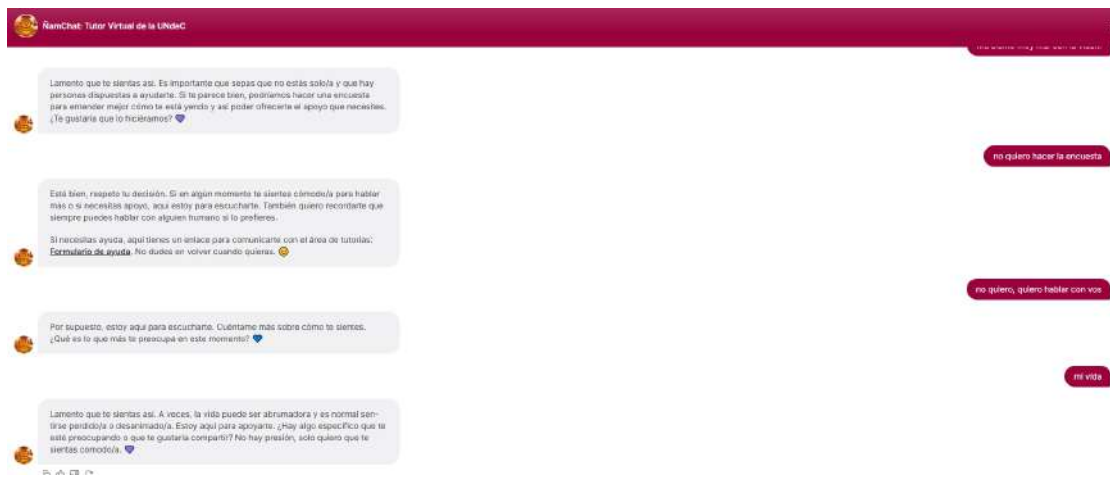 ÑamChat: Tutor Virtual de la UNdeC
Lamento que te sientas así. Es importante que sepas que no estás solo/a y que hay
personas dispuestas a ayudarte. Si te parece bien, podríamos hacer una encuesta
para entender mejor cómo te está yendo y así poder ofrecerte el apoyo que necesites.
¿Te gustaría que lo hiciéramos? 💜
no quiero hacer la encuesta
Está bien, respeto tu decisión. Si en algún momento te sientes cómodo/a para hablar
más o si necesitas apoyo, aquí estoy para escucharte. También quiero recordarte que
siempre puedes hablar con alguien humano si lo prefieres.
Si necesitas ayuda, aquí tienes un enlace para comunicarte con el área de tutorías:
Formulario de ayuda. No dudes en volver cuando quieras. 😊
no quiero, quiero hablar con vos
Por supuesto, estoy aquí para escucharte. Cuéntame más sobre cómo te sientes.
¿Qué es lo que más te preocupa en este momento? 💙
mi vida
Lamento que te sientas así. A veces, la vida puede ser abrumadora y es normal sen-
tirse perdido/a o desanimado/a. Estoy aquí para apoyarte. ¿Hay algo específico que te
esté preocupando o que te gustaría compartir? No hay presión, solo quiero que te
sientas cómodo/a. 💜